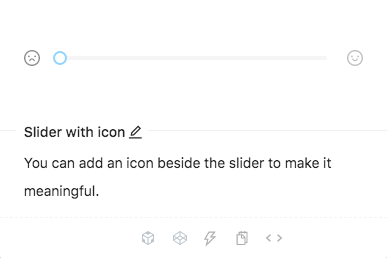 Slider with icon
You can add an icon beside the slider to make it
meaningful.